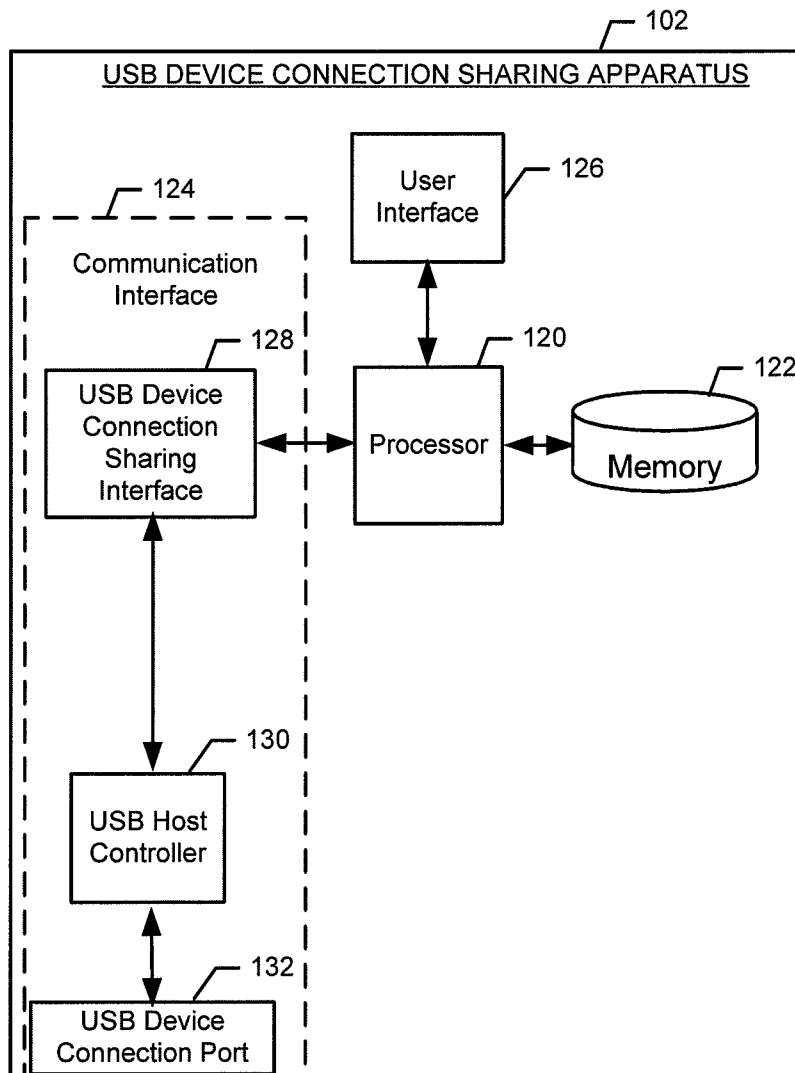 102
USB DEVICE CONNECTION SHARING APPARATUS
124
User
Interface
126
Communication
Interface
128
USB Device
Connection
Sharing
Interface
120
Processor
122
Memory
130
USB Host
Controller
132
USB Device
Connection Port